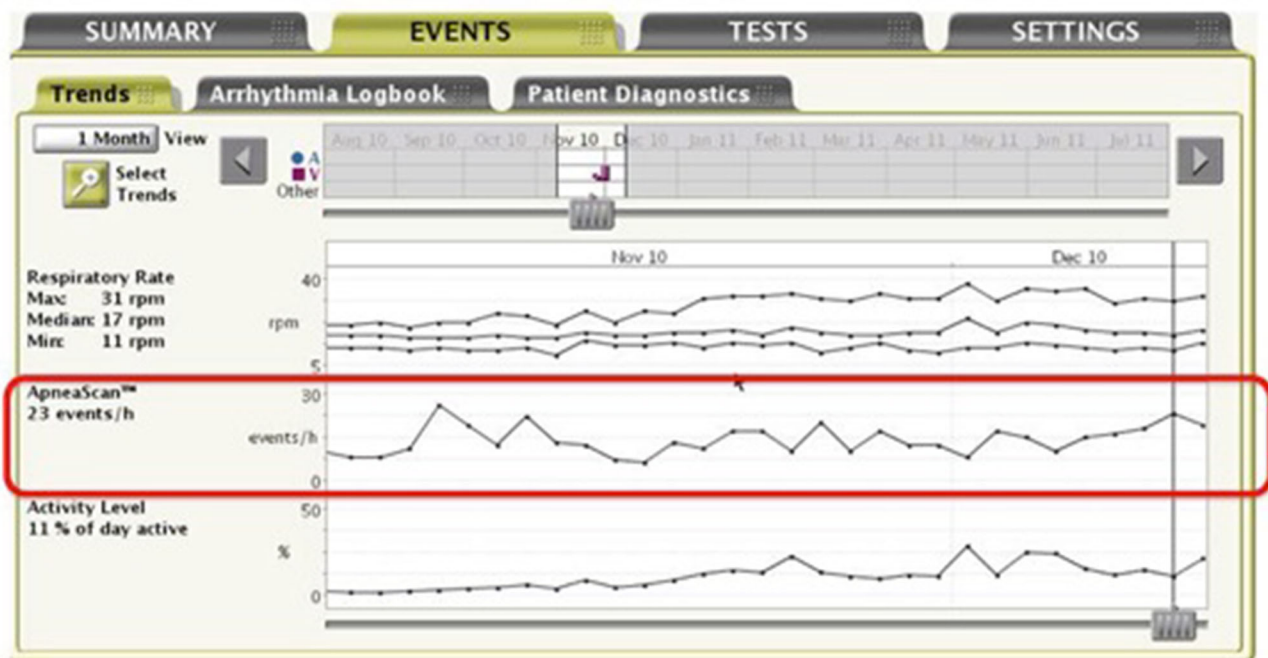 SUMMARY EVENTS TESTS SETTINGS
Trends Arrhythmia Logbook Patient Diagnostics
1 Month View
Aug 10 Sep 10 Oct 10 Nov 10 Dec 10 Jan 11 Feb 11 Mar 11 Apr 11 May 11 Jun 11 Jul 11
A
V
Other
Select
Trends
Nov 10 Dec 10
Respiratory Rate
Max: 31 rpm
Median: 17 rpm
Min: 11 rpm
40
rpm
5
ApneaScan™
23 events/h
30
events/h
0
Activity Level
11 % of day active
50
%
0